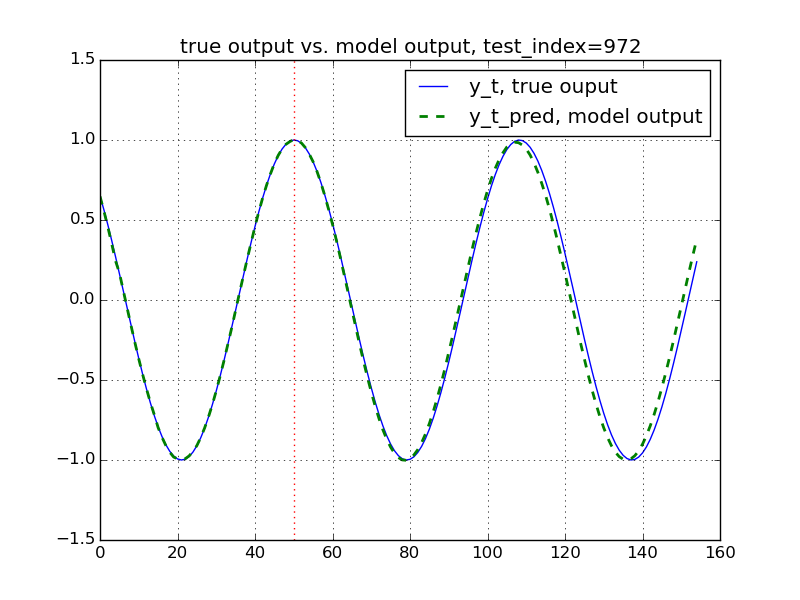 true output vs. model output, test_index=972
y_t, true ouput
y_t_pred, model output
1.5
1.0
0.5
0.0
−0.5
−1.0
−1.5
0 20 40 60 80 100 120 140 160